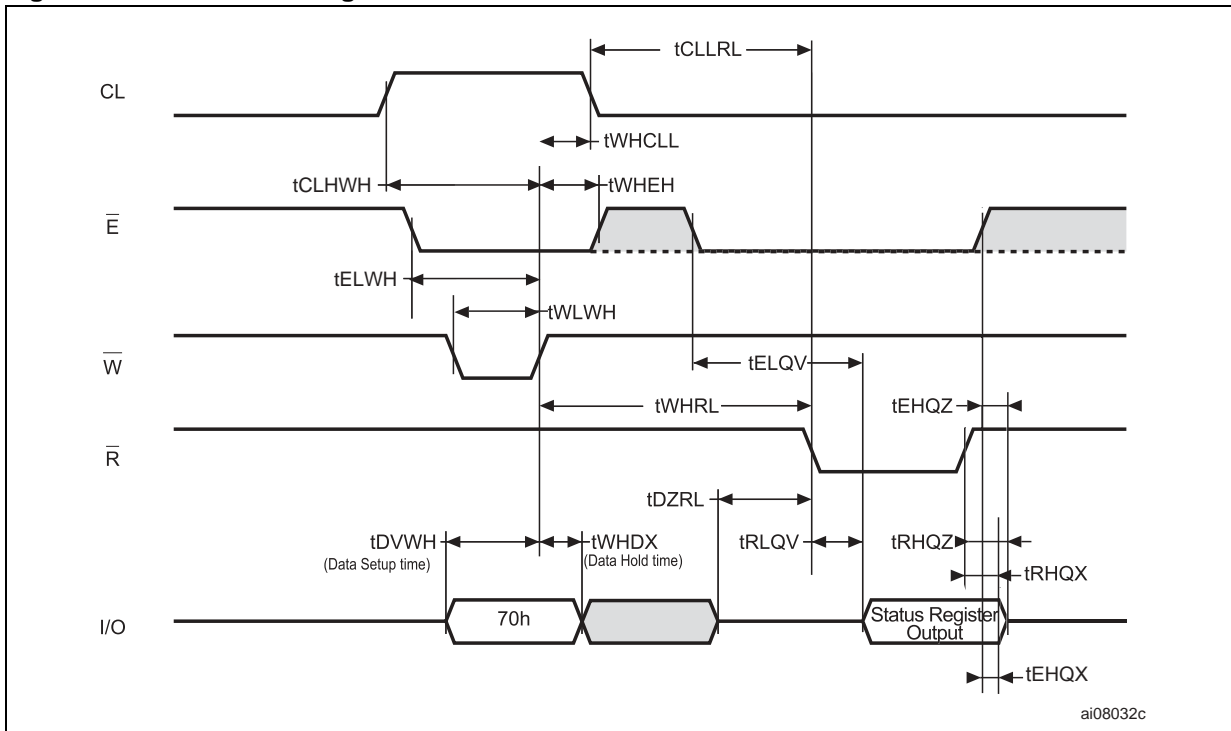 tCLLRL
CL
tWHCLL
tCLHWH
tWHEH
E
tELWH
tWLWH
W
tELQV
tWHRL
tEHQZ
R
tDZRL
tDVWH
(Data Setup time)
tWHDX
(Data Hold time)
tRLQV
tRHQZ
tRHQX
I/O
70h
Status Register
Output
tEHQX
ai08032c